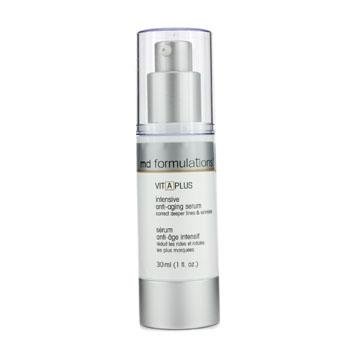 md formulations
VIT A PLUS
intensive
anti-aging serum
correct deeper lines & wrinkles
sérum
anti-âge intensif
réduit les rides et ridules
les plus marquées
30ml (1 fl. oz.)